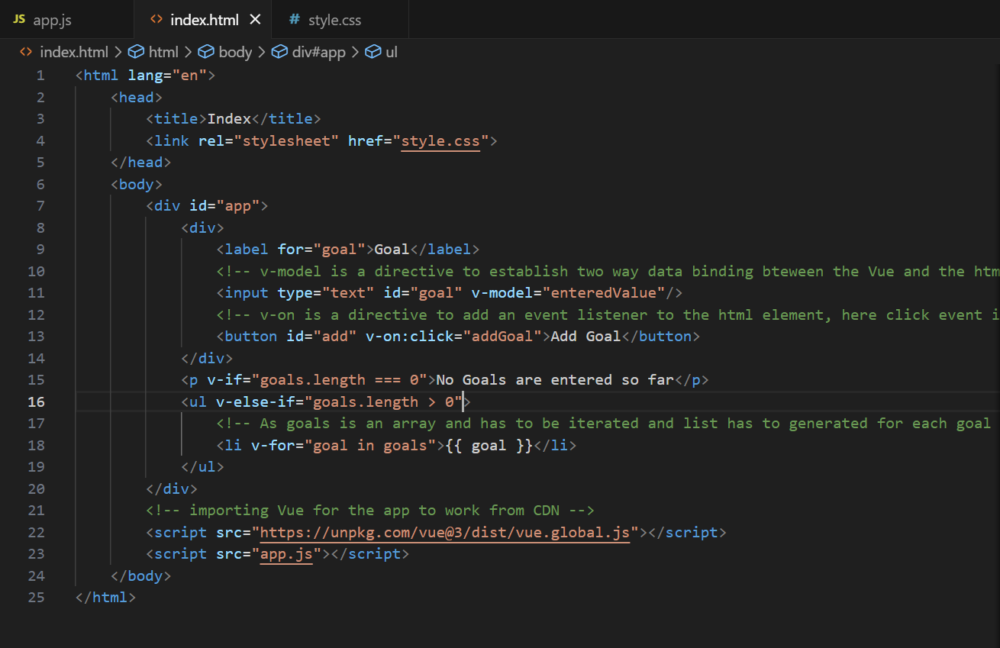 JS app.js <> index.html × # style.css
<> index.html > html > body > div#app > ul
1 <html lang="en">
2 <head>
3 <title>Index</title>
4 <link rel="stylesheet" href="style.css">
5 </head>
6 <body>
7 <div id="app">
8 <div>
9 <label for="goal">Goal</label>
10 <!-- v-model is a directive to establish two way data binding bteween the Vue and the htm
11 <input type="text" id="goal" v-model="enteredValue"/>
12 <!-- v-on is a directive to add an event listener to the html element, here click event i
13 <button id="add" v-on:click="addGoal">Add Goal</button>
14 </div>
15 <p v-if="goals.length === 0">No Goals are entered so far</p>
16 <ul v-else-if="goals.length > 0">
17 <!-- As goals is an array and has to be iterated and list has to generated for each goal
18 <li v-for="goal in goals">{{ goal }}</li>
19 </ul>
20 </div>
21 <!-- importing Vue for the app to work from CDN -->
22 <script src="https://unpkg.com/vue@3/dist/vue.global.js"></script>
23 <script src="app.js"></script>
24 </body>
25 </html>